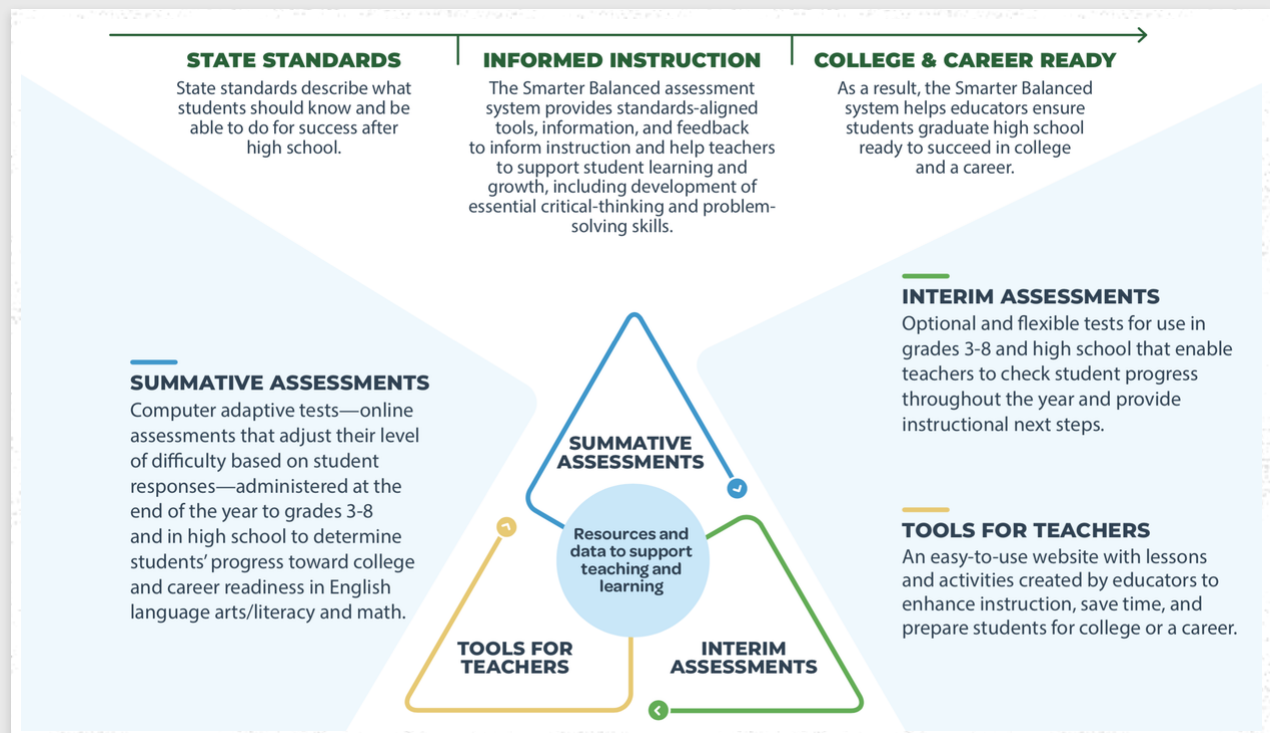 STATE STANDARDS
State standards describe what
students should know and be
able to do for success after
high school.
INFORMED INSTRUCTION
The Smarter Balanced assessment
system provides standards-aligned
tools, information, and feedback
to inform instruction and help teachers
to support student learning and
growth, including development of
essential critical-thinking and problem-
solving skills.
COLLEGE & CAREER READY
As a result, the Smarter Balanced
system helps educators ensure
students graduate high school
ready to succeed in college
and a career.
SUMMATIVE ASSESSMENTS
Computer adaptive tests—online
assessments that adjust their level
of difficulty based on student
responses—administered at the
end of the year to grades 3-8
and in high school to determine
students’ progress toward college
and career readiness in English
language arts/literacy and math.
SUMMATIVE
ASSESSMENTS
Resources and
data to support
teaching and
learning
TOOLS FOR
TEACHERS
INTERIM
ASSESSMENTS
INTERIM ASSESSMENTS
Optional and flexible tests for use in
grades 3-8 and high school that enable
teachers to check student progress
throughout the year and provide
instructional next steps.
TOOLS FOR TEACHERS
An easy-to-use website with lessons
and activities created by educators to
enhance instruction, save time, and
prepare students for college or a career.